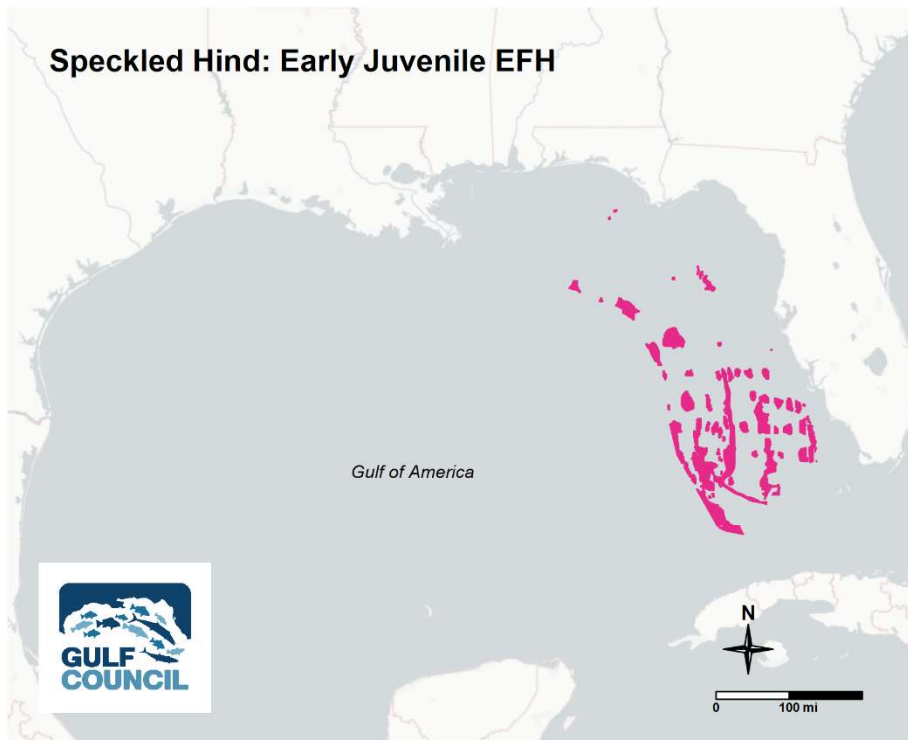 Speckled Hind: Early Juvenile EFH
Gulf of America
GULF
COUNCIL
N
0 100 mi